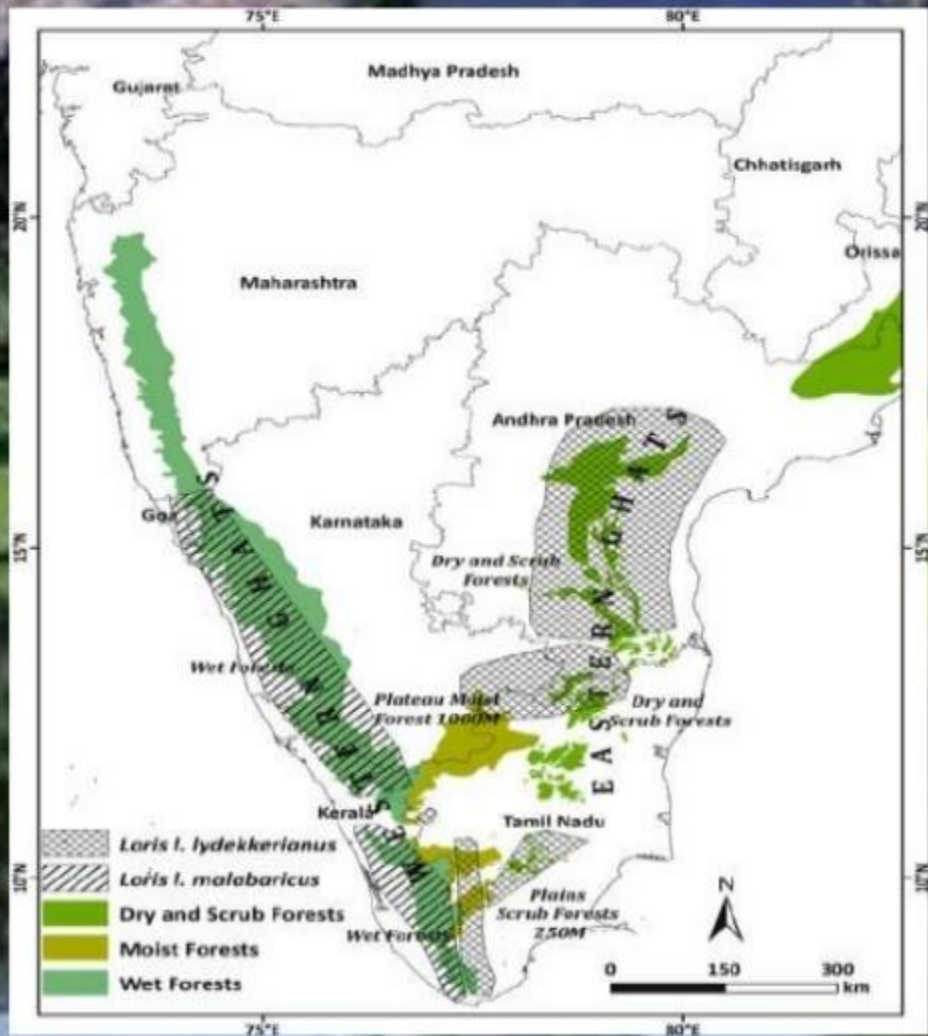 75°E
80°E
Madhya Pradesh
Gujarat
Chhatisgarh
20°N
20°N
Orissa
Maharashtra
Andhra Pradesh
Goa
Karnataka
15°N
15°N
Dry and Scrub
Forests
WESTERN GHATS
EASTERN GHATS
Wet Forests
Plateau Moist
Forest 1000M
Dry and
Scrub Forests
Kerala
Tamil Nadu
10°N
10°N
Plains
Scrub Forests
250M
Wet Forests
Loris l. lydekkerianus
Loris l. malabaricus
Dry and Scrub Forests
Moist Forests
Wet Forests
N
0 150 300
km
75°E
80°E